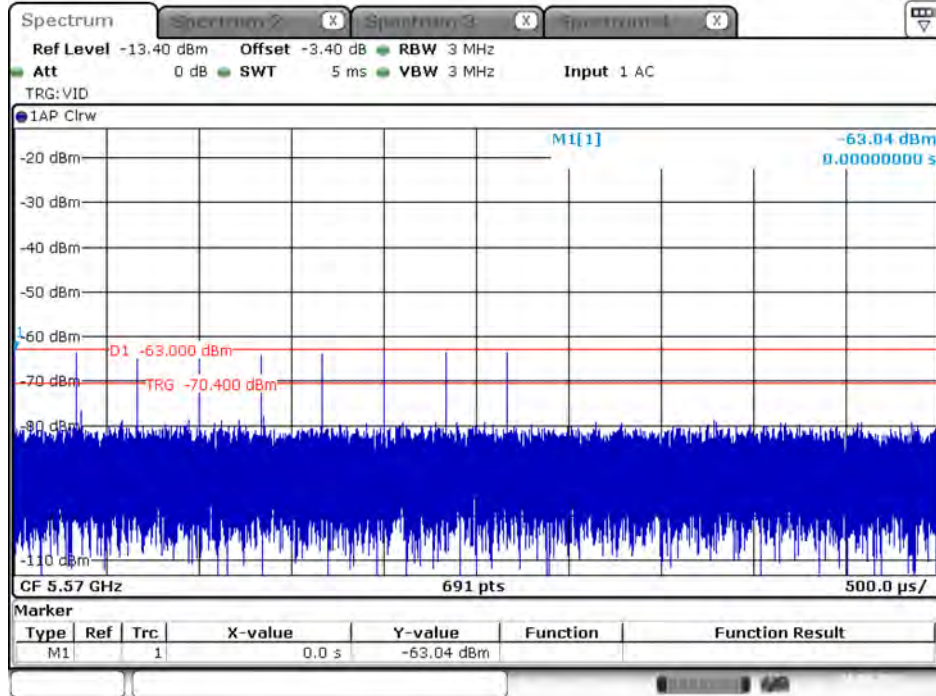 Spectrum Spectrum 2 X Spectrum 3 X Spectrum 4 X
Ref Level -13.40 dBm Offset -3.40 dB RBW 3 MHz
Att 0 dB SWT 5 ms VBW 3 MHz Input 1 AC
TRG:VID
1AP Clrw
M1[1] -63.04 dBm
0.00000000 s
-20 dBm
-30 dBm
-40 dBm
-50 dBm
1
-60 dBm
D1 -63.000 dBm
-70 dBm
TRG -70.400 dBm
-80 dBm
-110 dBm
CF 5.57 GHz 691 pts 500.0 µs/
Marker
Type Ref Trc X-value Y-value Function Function Result
M1 1 0.0 s -63.04 dBm